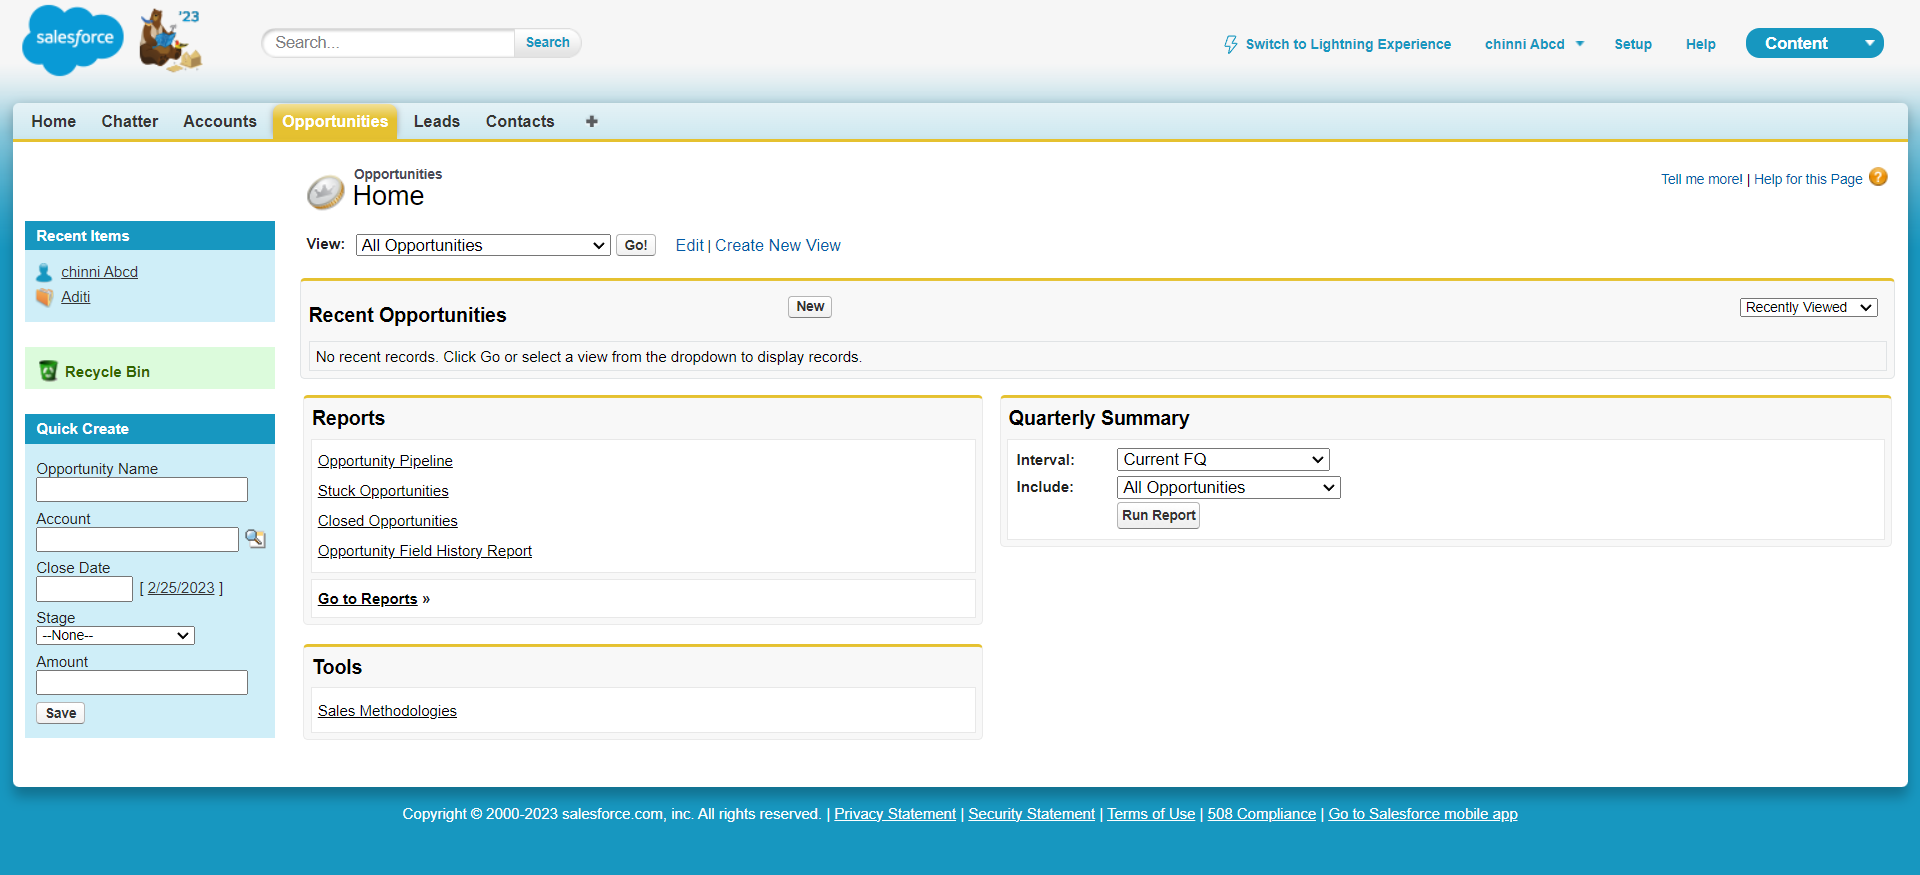 salesforce
'23
Search...
Search
Switch to Lightning Experience
chinni Abcd
Setup
Help
Content
Home
Chatter
Accounts
Opportunities
Leads
Contacts
+
Opportunities
Home
Tell me more! | Help for this Page
?
View:
All Opportunities
Go!
Edit | Create New View
Recent Items
chinni Abcd
Aditi
Recycle Bin
Quick Create
Opportunity Name
Account
Close Date
[ 2/25/2023 ]
Stage
--None--
Amount
Save
Recent Opportunities
New
Recently Viewed
No recent records. Click Go or select a view from the dropdown to display records.
Reports
Opportunity Pipeline
Stuck Opportunities
Closed Opportunities
Opportunity Field History Report
Go to Reports »
Quarterly Summary
Interval:
Current FQ
Include:
All Opportunities
Run Report
Tools
Sales Methodologies
Copyright © 2000-2023 salesforce.com, inc. All rights reserved. | Privacy Statement | Security Statement | Terms of Use | 508 Compliance | Go to Salesforce mobile app